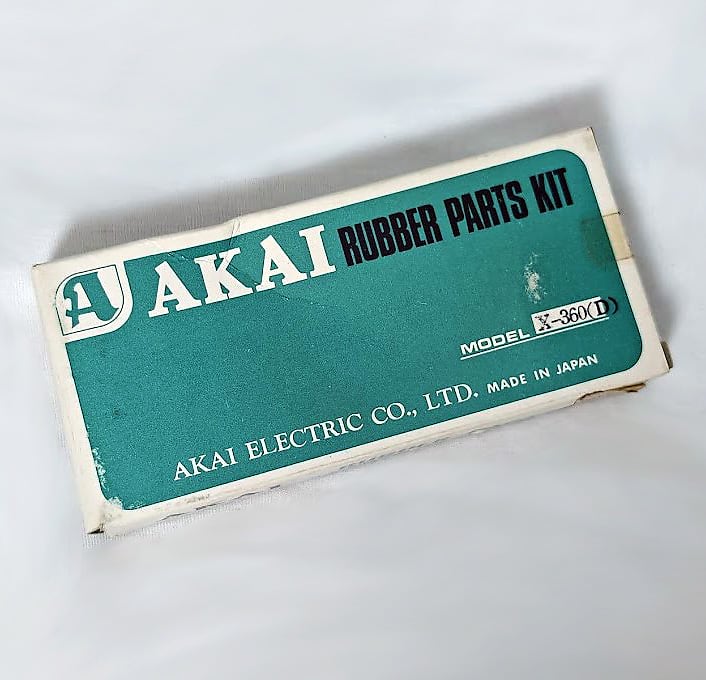 A AKAI RUBBER PARTS KIT
MODEL X-360(D)
AKAI ELECTRIC CO., LTD. MADE IN JAPAN